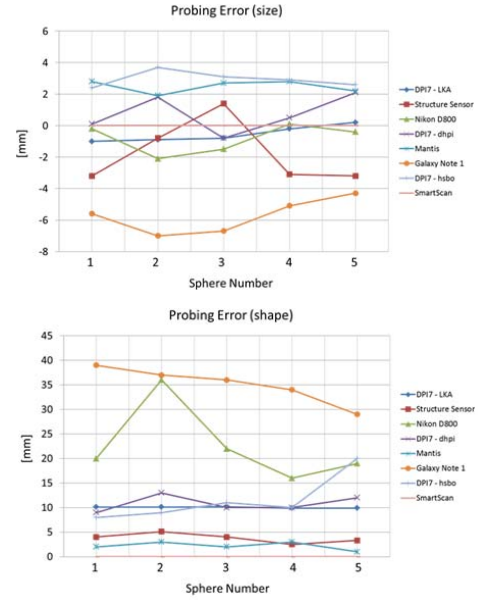 Probing Error (size)
6
4
2
0
-2
-4
-6
-8
[mm]
1 2 3 4 5
Sphere Number
DPI7 - LKA
Structure Sensor
Nikon D800
DPI7 - dhpi
Mantis
Galaxy Note 1
DPI7 - hsbo
SmartScan
Probing Error (shape)
45
40
35
30
25
20
15
10
5
0
[mm]
1 2 3 4 5
Sphere Number
DPI7 - LKA
Structure Sensor
Nikon D800
DPI7 - dhpi
Mantis
Galaxy Note 1
DPI7 - hsbo
SmartScan